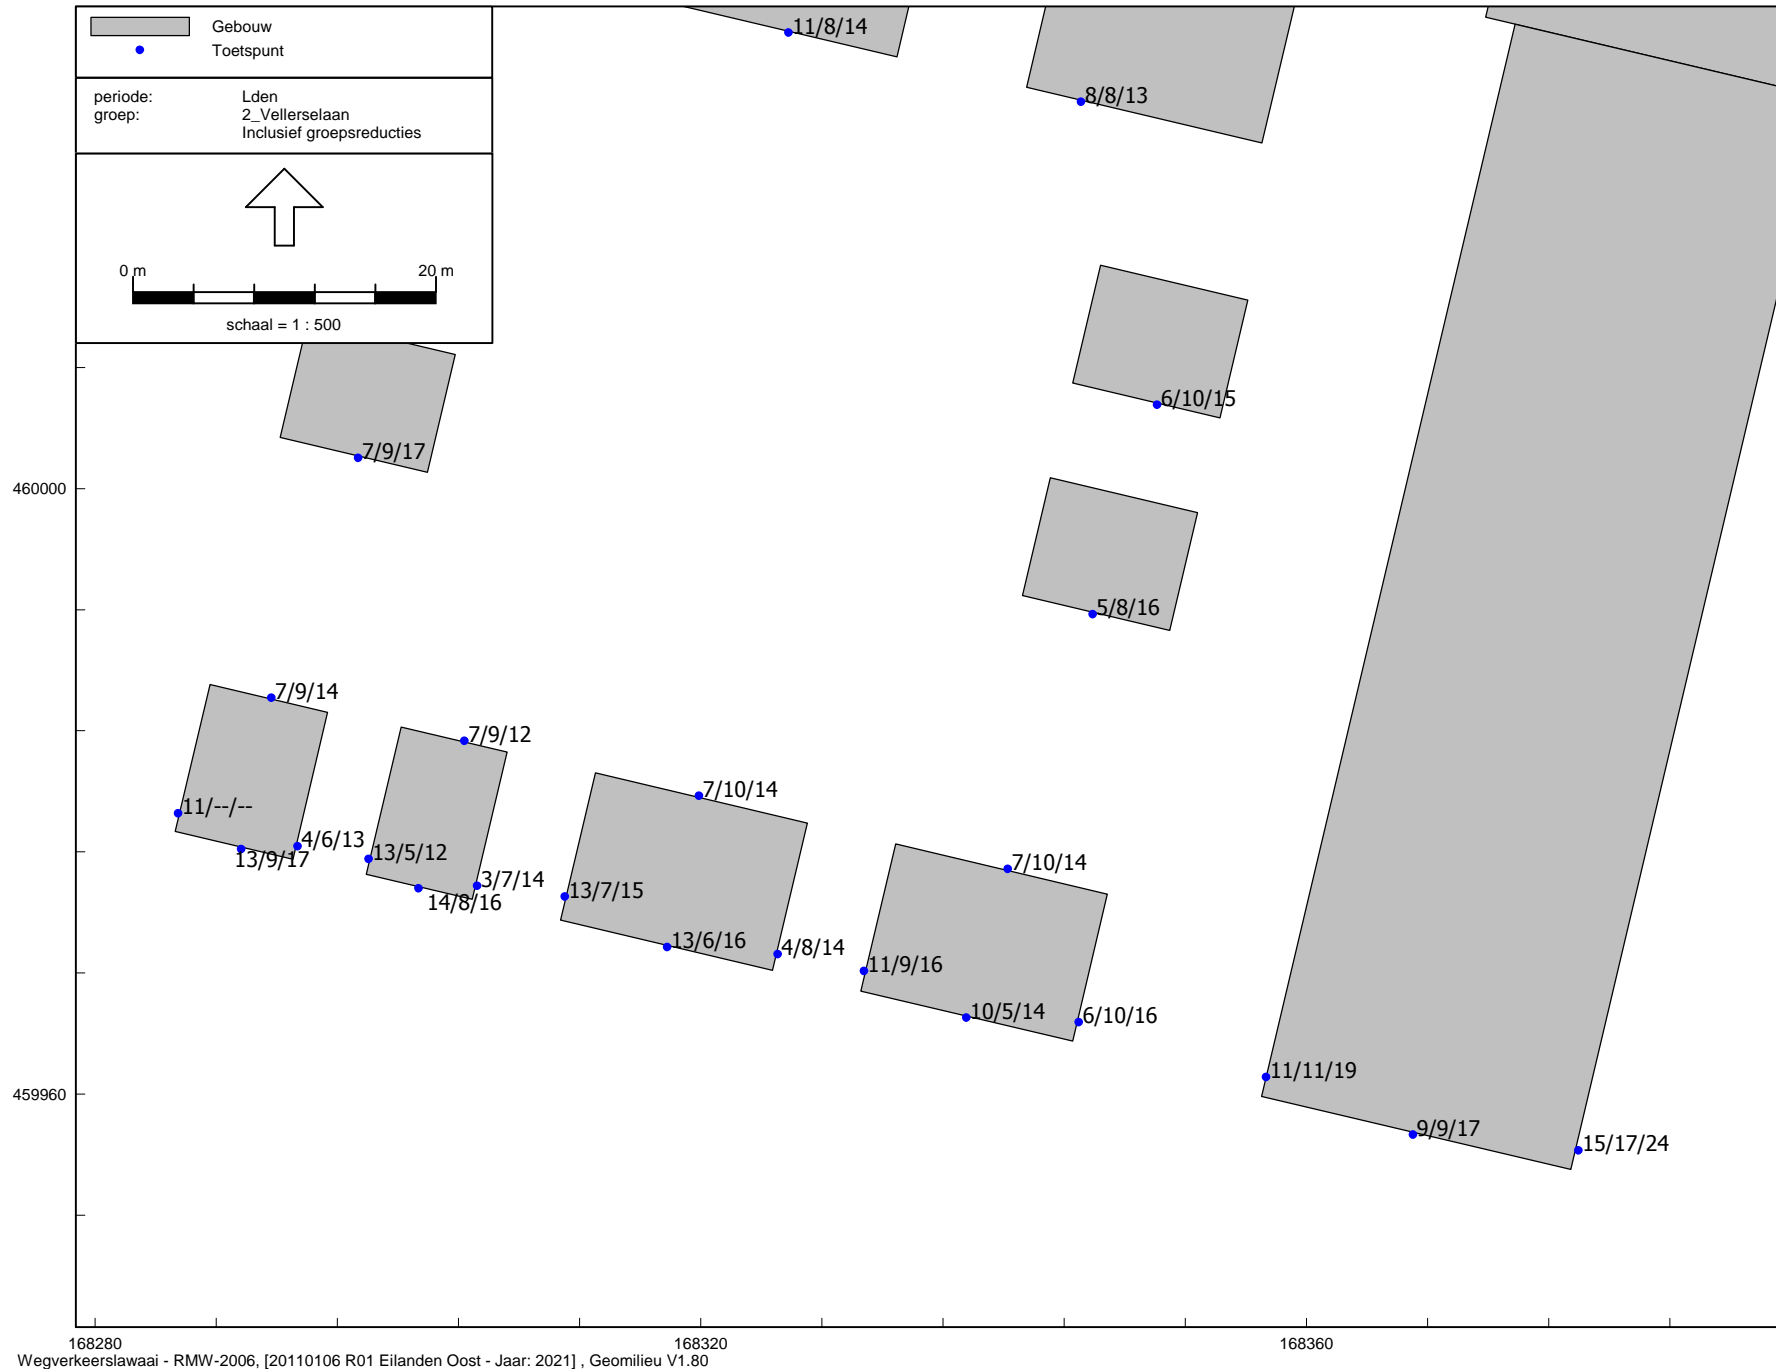 Gebouw
Toetspunt
periode: Lden
groep: 2_Vellerselaan
Inclusief groepsreducties
0 m 20 m
schaal = 1 : 500
11/8/14
8/8/13
6/10/15
7/9/17
460000
5/8/16
7/9/14
7/9/12
7/10/14
11/--/--
4/6/13
13/9/17
13/5/12
7/10/14
3/7/14
14/8/16
13/7/15
13/6/16
4/8/14
11/9/16
10/5/14
6/10/16
11/11/19
459960
9/9/17
15/17/24
168280 168320 168360
Wegverkeerslawaai - RMW-2006, [20110106 R01 Eilanden Oost - Jaar: 2021] , Geomilieu V1.80